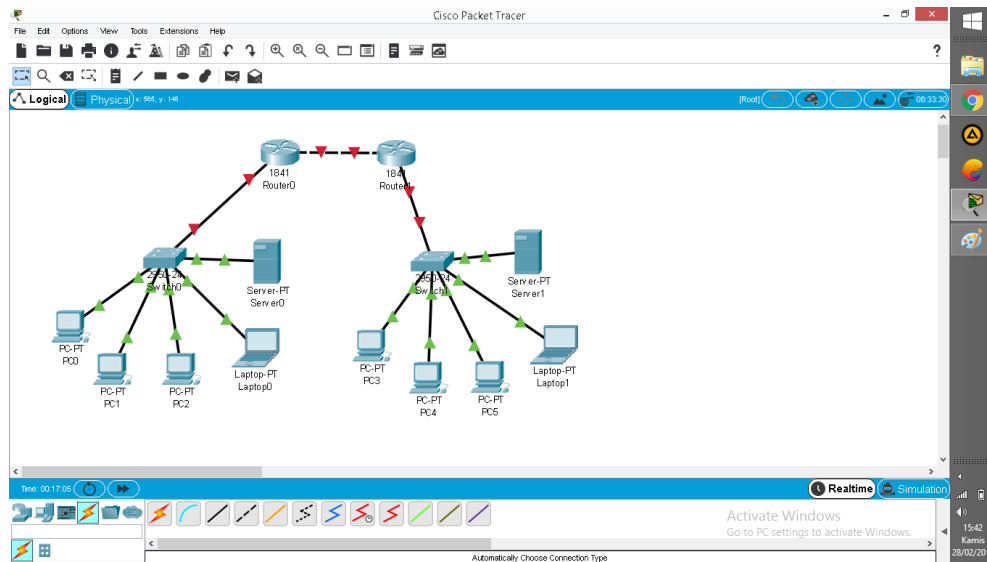 Cisco Packet Tracer
File Edit Options View Tools Extensions Help
?
Logical Physical x: 565, y: 148 [Root] 08:33:30
1841
Router0
1841
2950-24
Switch0
Server-PT
Server0
2950-24
Server-PT
Server1
PC-PT
PC0
PC-PT
PC1
PC-PT
PC2
Laptop-PT
Laptop0
PC-PT
PC3
PC-PT
PC4
PC-PT
PC5
Laptop-PT
Laptop1
Time: 00:17:05 Realtime Simulation
Activate Windows
Go to PC settings to activate Windows.
Automatically Choose Connection Type
15:42
Kamis
28/02/20